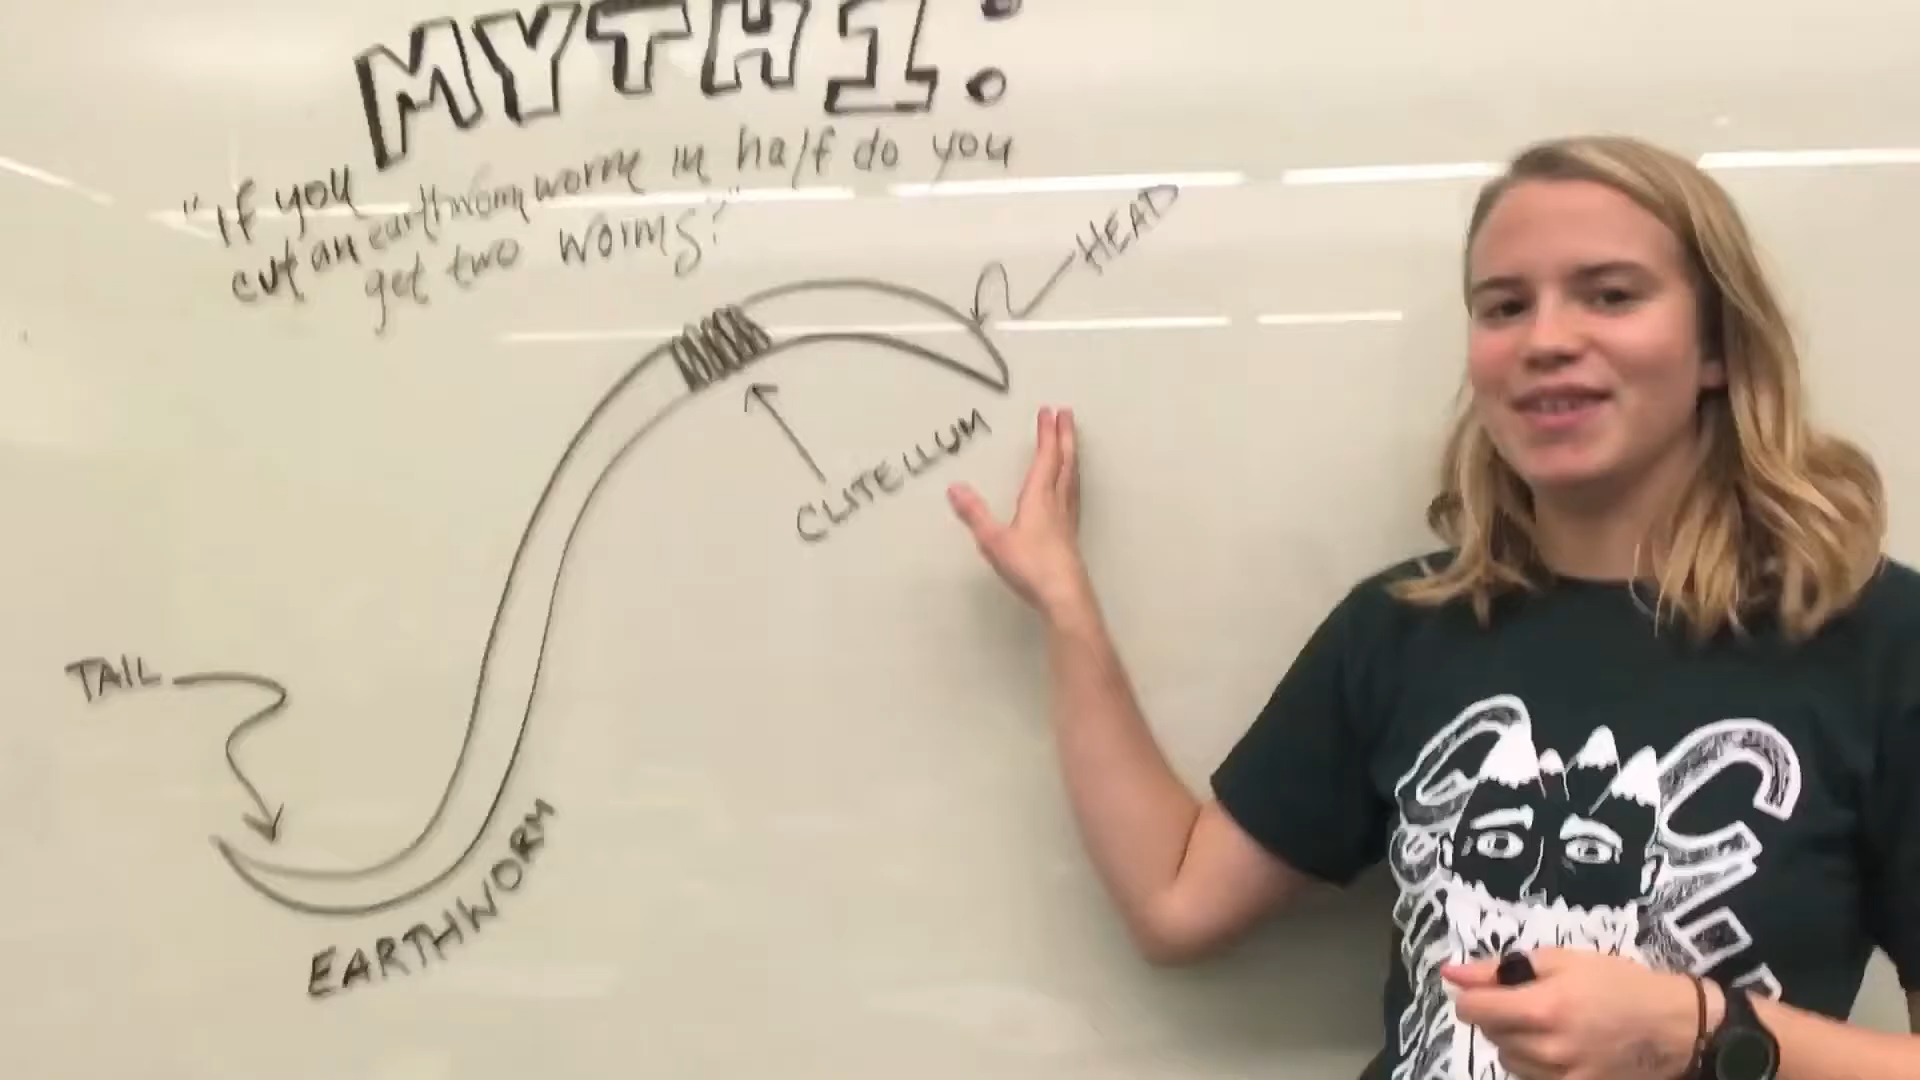 MYTH 1:
"If you
cut an earthworm worm in half do you
get two worms?"
HEAD
CLITELLUM
TAIL
EARTHWORM